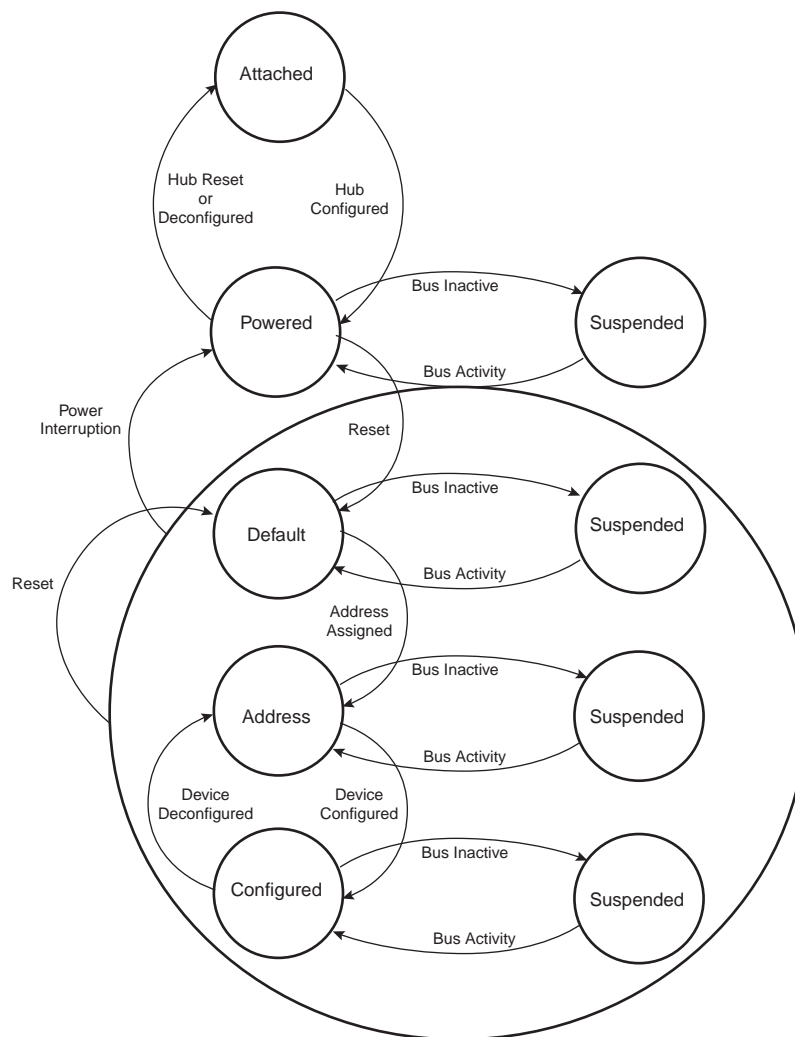 Attached
Hub Reset
or
Deconfigured
Hub
Configured
Powered
Bus Inactive
Suspended
Bus Activity
Power
Interruption
Reset
Default
Bus Inactive
Suspended
Bus Activity
Reset
Address
Assigned
Address
Bus Inactive
Suspended
Bus Activity
Device
Deconfigured
Device
Configured
Configured
Bus Inactive
Suspended
Bus Activity